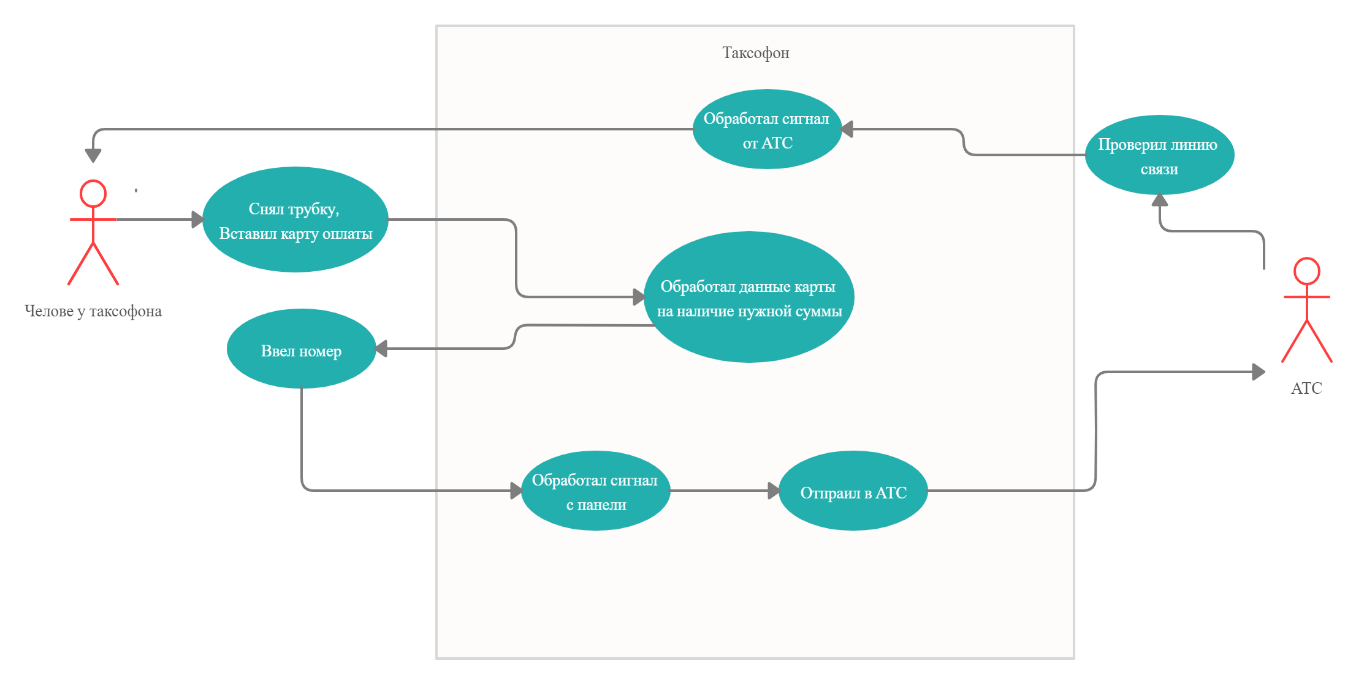 Таксофон
Обработал сигнал
от АТС
Проверил линию
связи
Снял трубку,
Вставил карту оплаты
Обработал данные карты
на наличие нужной суммы
Челове у таксофона
Ввел номер
АТС
Обработал сигнал
с панели
Отпраил в АТС